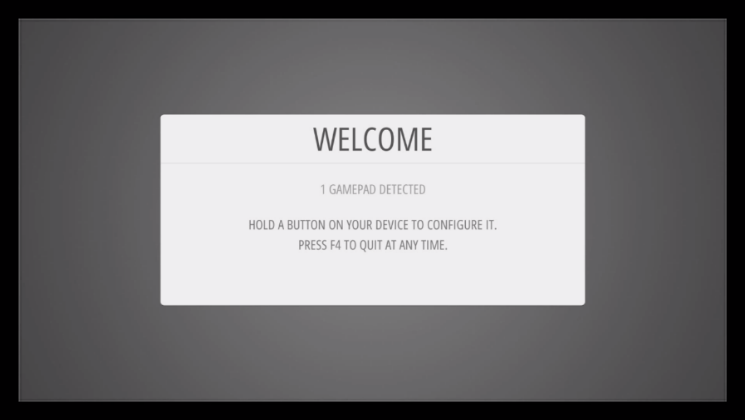 WELCOME
1 GAMEPAD DETECTED
HOLD A BUTTON ON YOUR DEVICE TO CONFIGURE IT.
PRESS F4 TO QUIT AT ANY TIME.